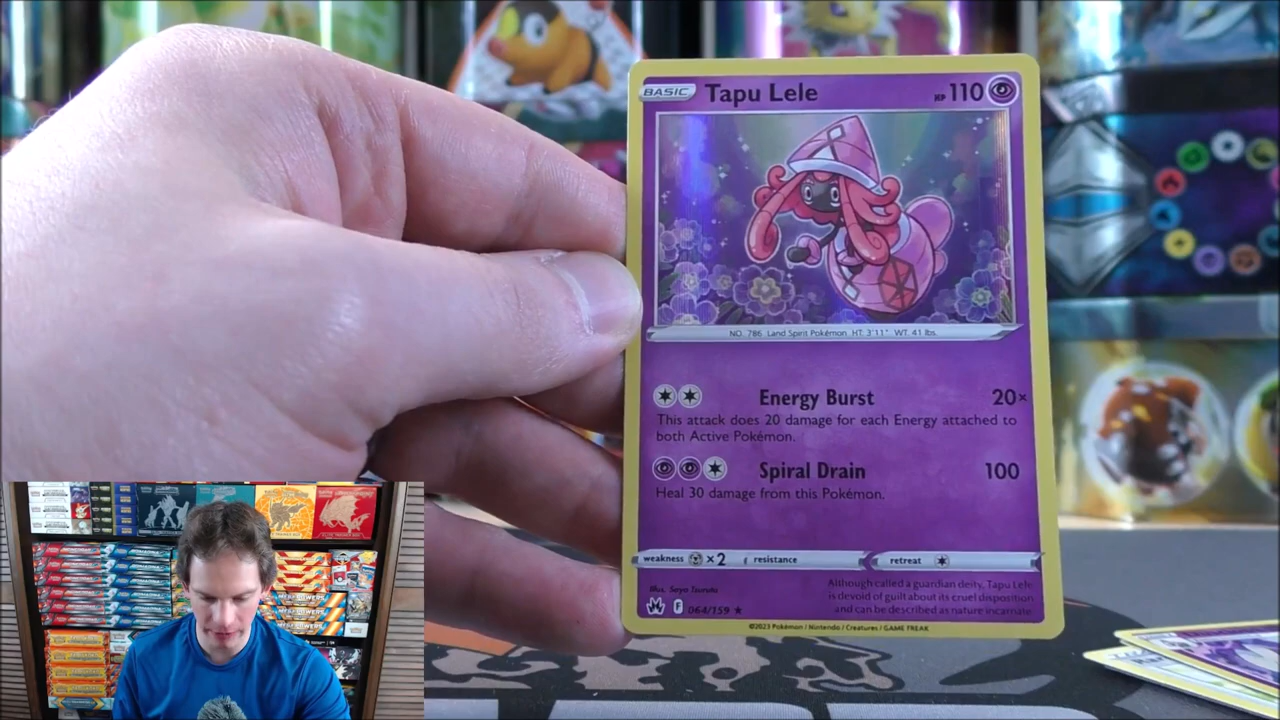 BASIC Tapu Lele HP 110
NO. 786 Land Spirit Pokémon HT: 3'11" WT: 41 lbs.
Energy Burst 20×
This attack does 20 damage for each Energy attached to
both Active Pokémon.
Spiral Drain 100
Heal 30 damage from this Pokémon.
weakness ×2 resistance retreat
Illus. Saya Tsuruta
Although called a guardian deity, Tapu Lele
is devoid of guilt about its cruel disposition
and can be described as nature incarnate.
F 064/159 ★
©2023 Pokémon / Nintendo / Creatures / GAME FREAK